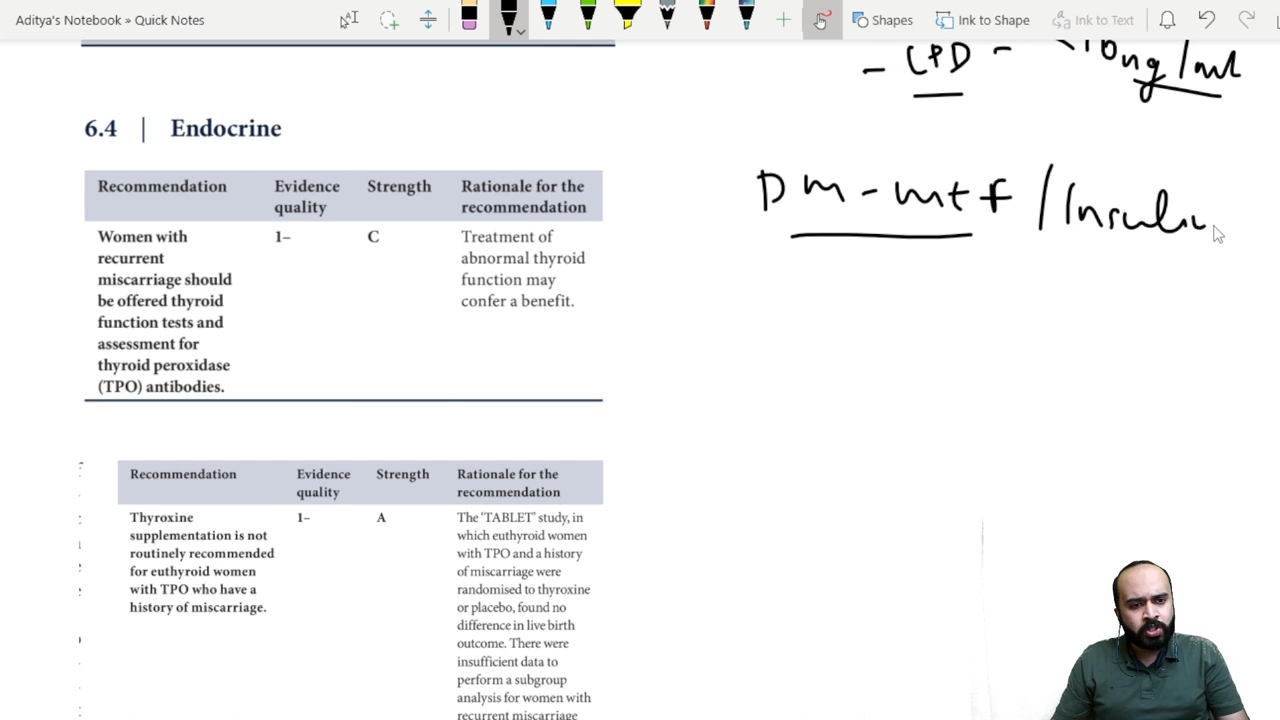 Aditya's Notebook » Quick Notes
Shapes
Ink to Shape
Ink to Text
- LPD - <10ng/ml
DM - mtf / Insulin
6.4 | Endocrine
Recommendation Evidence quality Strength Rationale for the recommendation
Women with recurrent miscarriage should be offered thyroid function tests and assessment for thyroid peroxidase (TPO) antibodies.
1–
C
Treatment of abnormal thyroid function may confer a benefit.
Recommendation Evidence quality Strength Rationale for the recommendation
Thyroxine supplementation is not routinely recommended for euthyroid women with TPO who have a history of miscarriage.
1–
A
The 'TABLET' study, in which euthyroid women with TPO and a history of miscarriage were randomised to thyroxine or placebo, found no difference in live birth outcome. There were insufficient data to perform a subgroup analysis for women with recurrent miscarriage